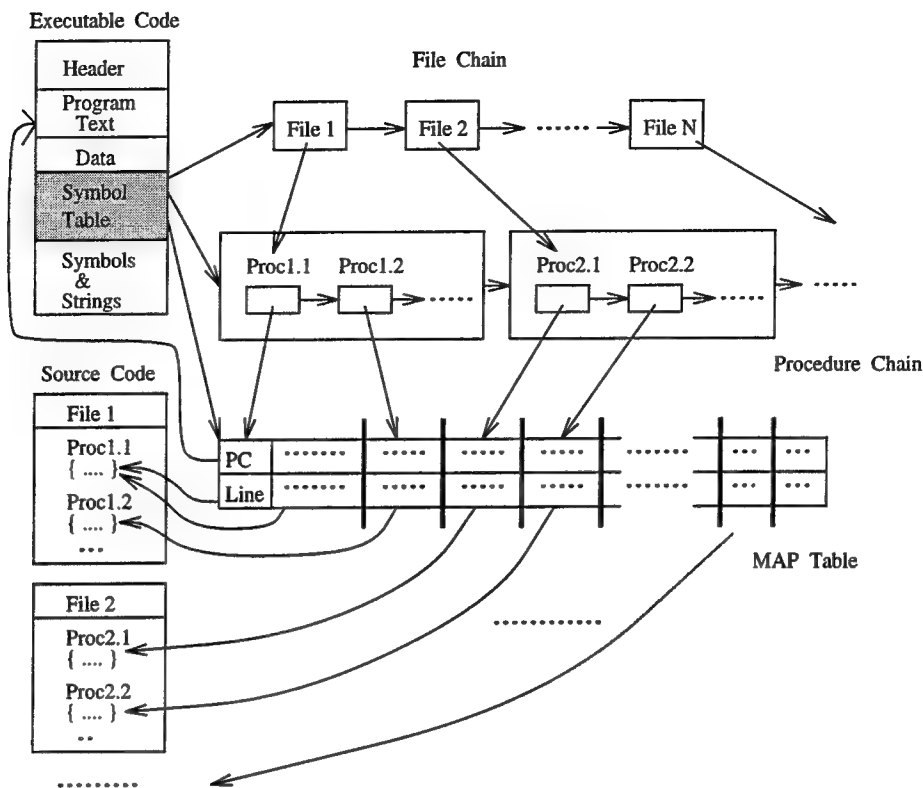 Executable Code
Header
Program
Text
Data
Symbol
Table
Symbols
&
Strings
File Chain
File 1
File 2
......
File N
Proc1.1
Proc1.2
.....
Proc2.1
Proc2.2
.....
.....
Procedure Chain
Source Code
File 1
Proc1.1
{ .... }
Proc1.2
{ .... }
...
PC
.......
.....
.....
.....
.......
...
...
Line
.......
.....
.....
.....
.......
...
...
MAP Table
File 2
Proc2.1
{ .... }
Proc2.2
{ .... }
..
............
.........